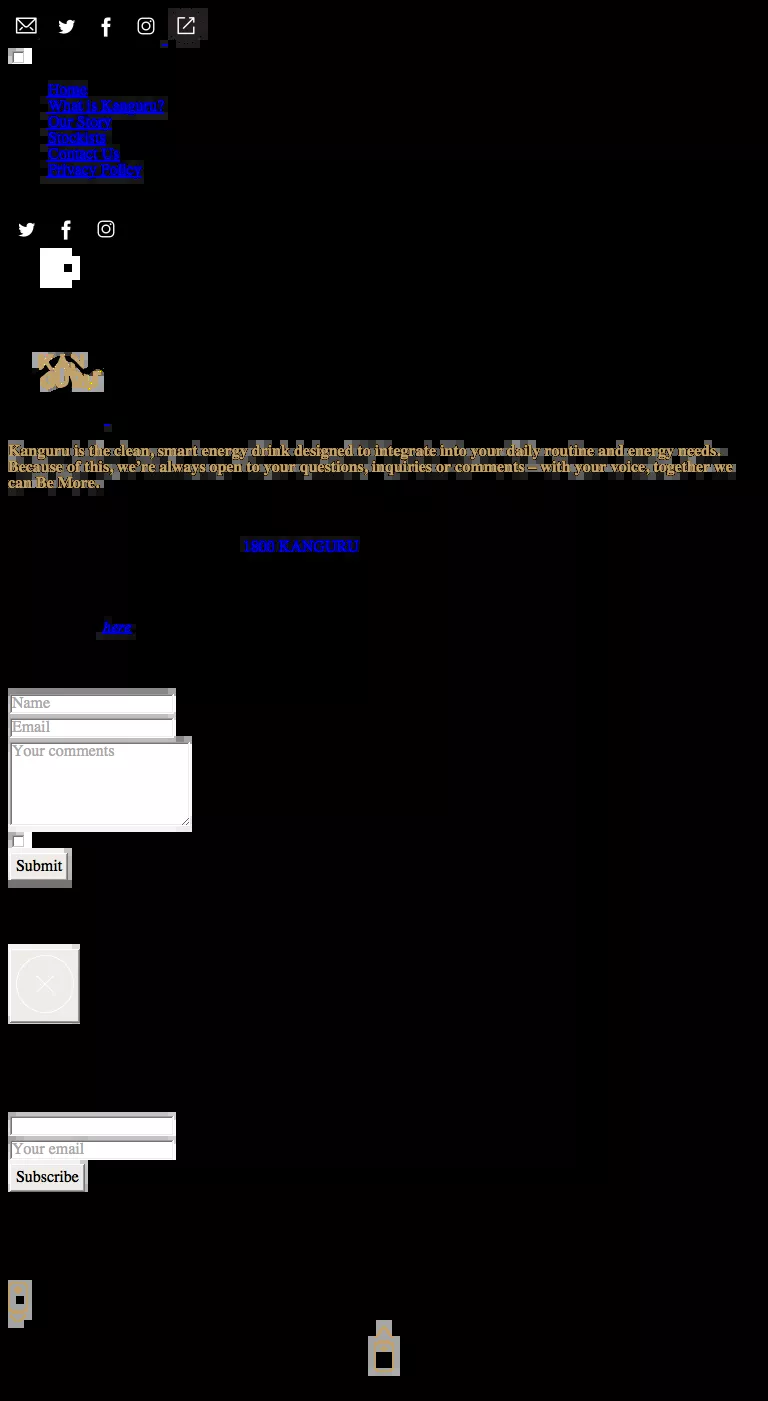 Home
What is Kanguru?
Our Story
Stockists
Contact Us
Privacy Policy
Kanguru is the clean, smart energy drink designed to integrate into your daily routine and energy needs.
Because of this, we're always open to your questions, inquiries or comments – with your voice, together we
can Be More.
1800 KANGURU
here
Name
Email
Your comments
Submit
Your email
Subscribe